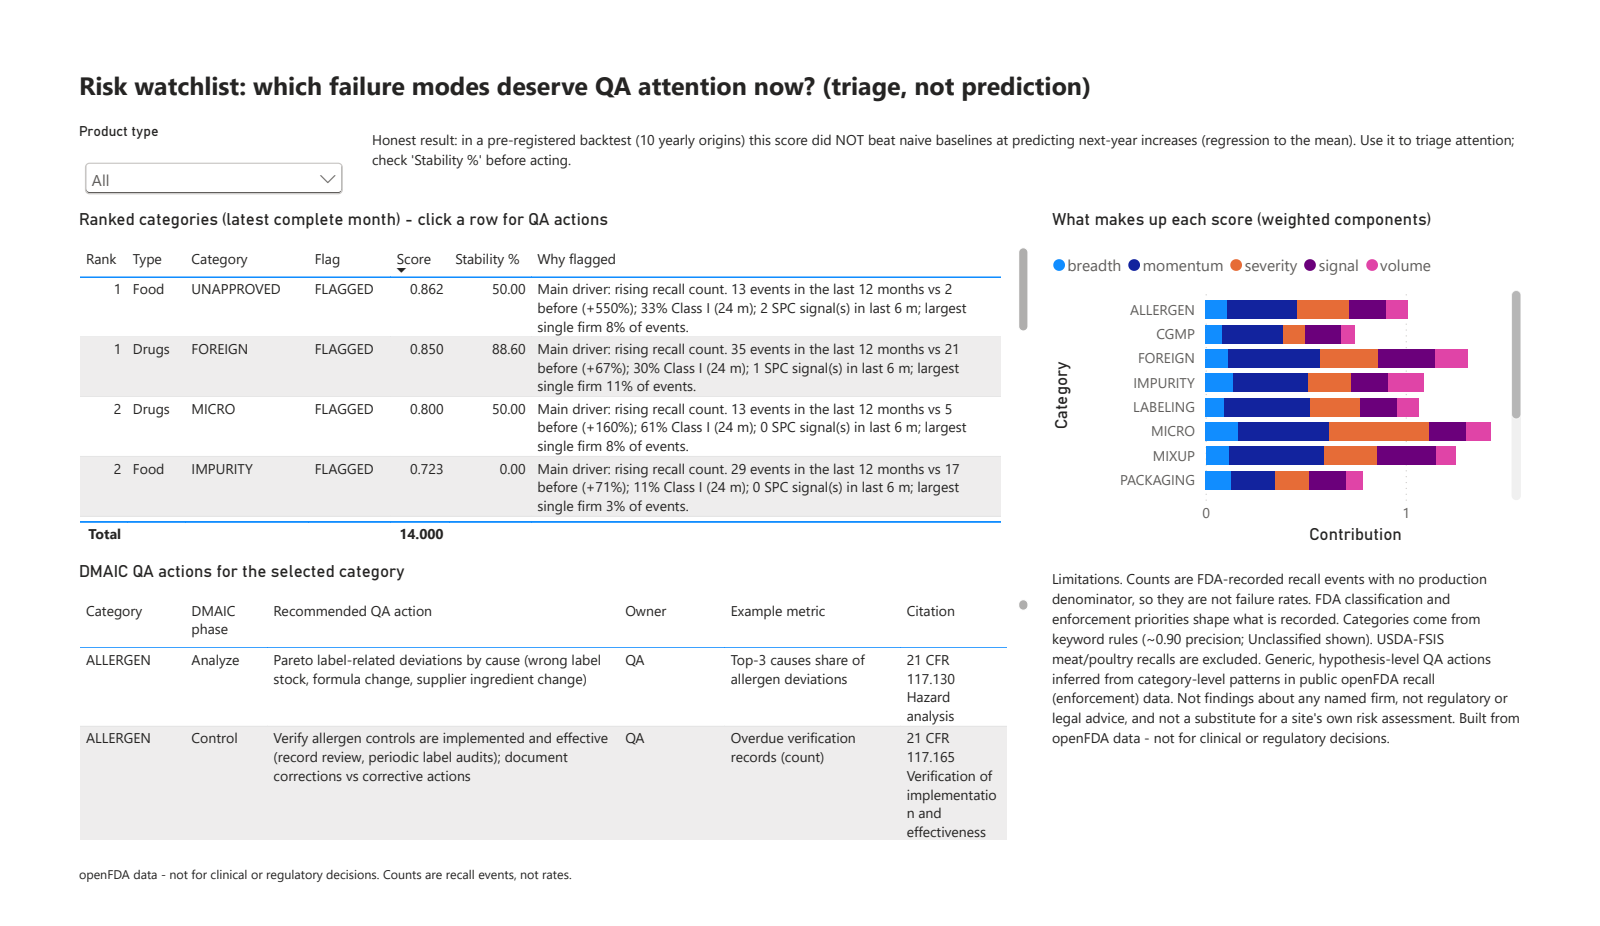 Risk watchlist: which failure modes deserve QA attention now? (triage, not prediction)
Product type
All
Honest result: in a pre-registered backtest (10 yearly origins) this score did NOT beat naive baselines at predicting next-year increases (regression to the mean). Use it to triage attention;
check 'Stability %' before acting.
Ranked categories (latest complete month) - click a row for QA actions
Rank Type Category Flag Score Stability % Why flagged
1 Food UNAPPROVED FLAGGED 0.862 50.00 Main driver: rising recall count. 13 events in the last 12 months vs 2
before (+550%); 33% Class I (24 m); 2 SPC signal(s) in last 6 m; largest
single firm 8% of events.
1 Drugs FOREIGN FLAGGED 0.850 88.60 Main driver: rising recall count. 35 events in the last 12 months vs 21
before (+67%); 30% Class I (24 m); 1 SPC signal(s) in last 6 m; largest
single firm 11% of events.
2 Drugs MICRO FLAGGED 0.800 50.00 Main driver: rising recall count. 13 events in the last 12 months vs 5
before (+160%); 61% Class I (24 m); 0 SPC signal(s) in last 6 m; largest
single firm 8% of events.
2 Food IMPURITY FLAGGED 0.723 0.00 Main driver: rising recall count. 29 events in the last 12 months vs 17
before (+71%); 11% Class I (24 m); 0 SPC signal(s) in last 6 m; largest
single firm 3% of events.
Total 14.000
What makes up each score (weighted components)
breadth momentum severity signal volume
Category
ALLERGEN
CGMP
FOREIGN
IMPURITY
LABELING
MICRO
MIXUP
PACKAGING
0 1
Contribution
DMAIC QA actions for the selected category
Category DMAIC Recommended QA action Owner Example metric Citation
phase
ALLERGEN Analyze Pareto label-related deviations by cause (wrong label QA Top-3 causes share of 21 CFR
stock, formula change, supplier ingredient change) allergen deviations 117.130
Hazard
analysis
ALLERGEN Control Verify allergen controls are implemented and effective QA Overdue verification 21 CFR
(record review, periodic label audits); document records (count) 117.165
corrections vs corrective actions Verification of
implementatio
n and
effectiveness
Limitations. Counts are FDA-recorded recall events with no production
denominator, so they are not failure rates. FDA classification and
enforcement priorities shape what is recorded. Categories come from
keyword rules (~0.90 precision; Unclassified shown). USDA-FSIS
meat/poultry recalls are excluded. Generic, hypothesis-level QA actions
inferred from category-level patterns in public openFDA recall
(enforcement) data. Not findings about any named firm, not regulatory or
legal advice, and not a substitute for a site's own risk assessment. Built from
openFDA data - not for clinical or regulatory decisions.
openFDA data - not for clinical or regulatory decisions. Counts are recall events, not rates.